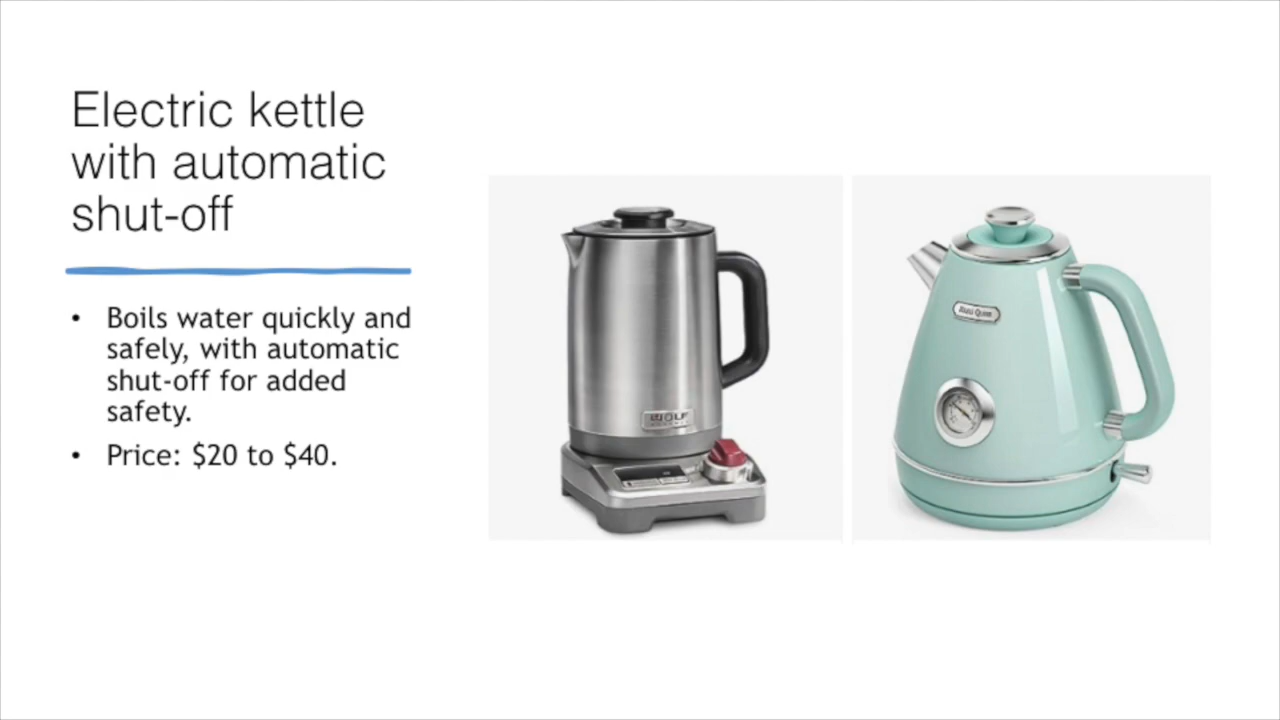 Electric kettle
with automatic
shut-off
• Boils water quickly and
safely, with automatic
shut-off for added
safety.
• Price: $20 to $40.
WOLF